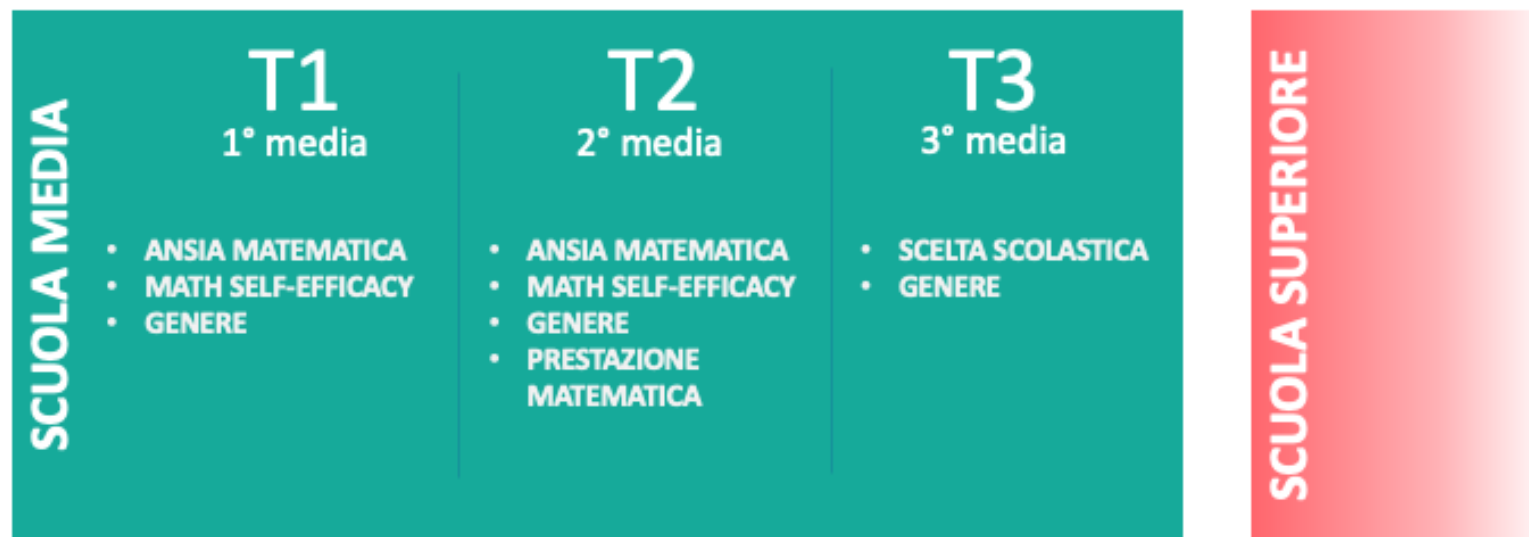 SCUOLA MEDIA
T1
1° media
• ANSIA MATEMATICA
• MATH SELF-EFFICACY
• GENERE
T2
2° media
• ANSIA MATEMATICA
• MATH SELF-EFFICACY
• GENERE
• PRESTAZIONE
MATEMATICA
T3
3° media
• SCELTA SCOLASTICA
• GENERE
SCUOLA SUPERIORE